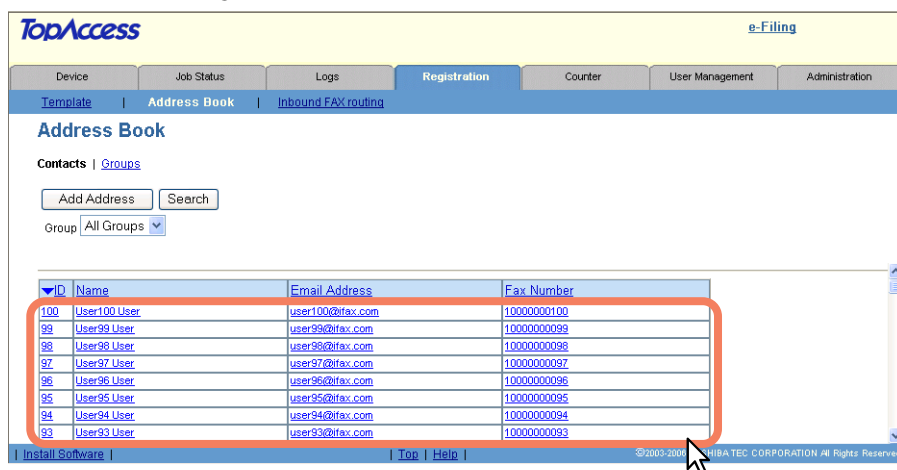 TopAccess
e-Filing
Device Job Status Logs Registration Counter User Management Administration
Template | Address Book | Inbound FAX routing
Address Book
Contacts | Groups
Add Address Search
Group All Groups
ID Name Email Address Fax Number
100 User100 User user100@ifax.com 10000000100
99 User99 User user99@ifax.com 10000000099
98 User98 User user98@ifax.com 10000000098
97 User97 User user97@ifax.com 10000000097
96 User96 User user96@ifax.com 10000000096
95 User95 User user95@ifax.com 10000000095
94 User94 User user94@ifax.com 10000000094
93 User93 User user93@ifax.com 10000000093
| Install Software | | Top | Help | ©2003-2006 HIBA TEC CORPORATION All Rights Reserve